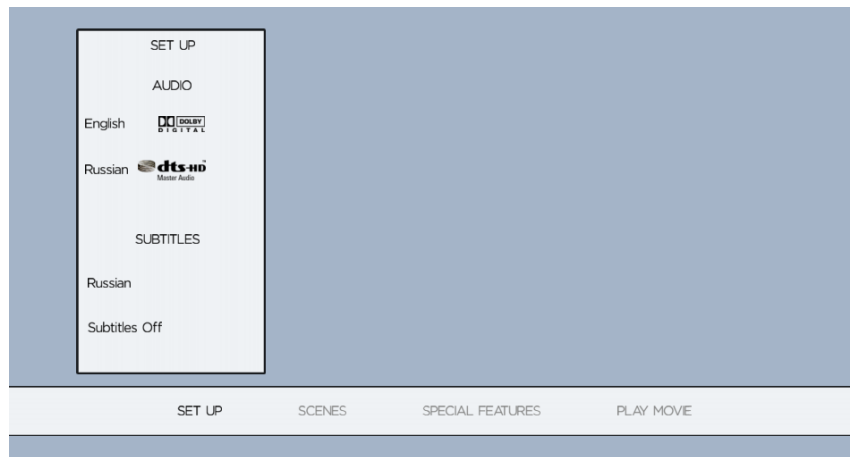 SET UP
AUDIO
English DOLBY DIGITAL
Russian dts-HD Master Audio
SUBTITLES
Russian
Subtitles Off
SET UP SCENES SPECIAL FEATURES PLAY MOVIE